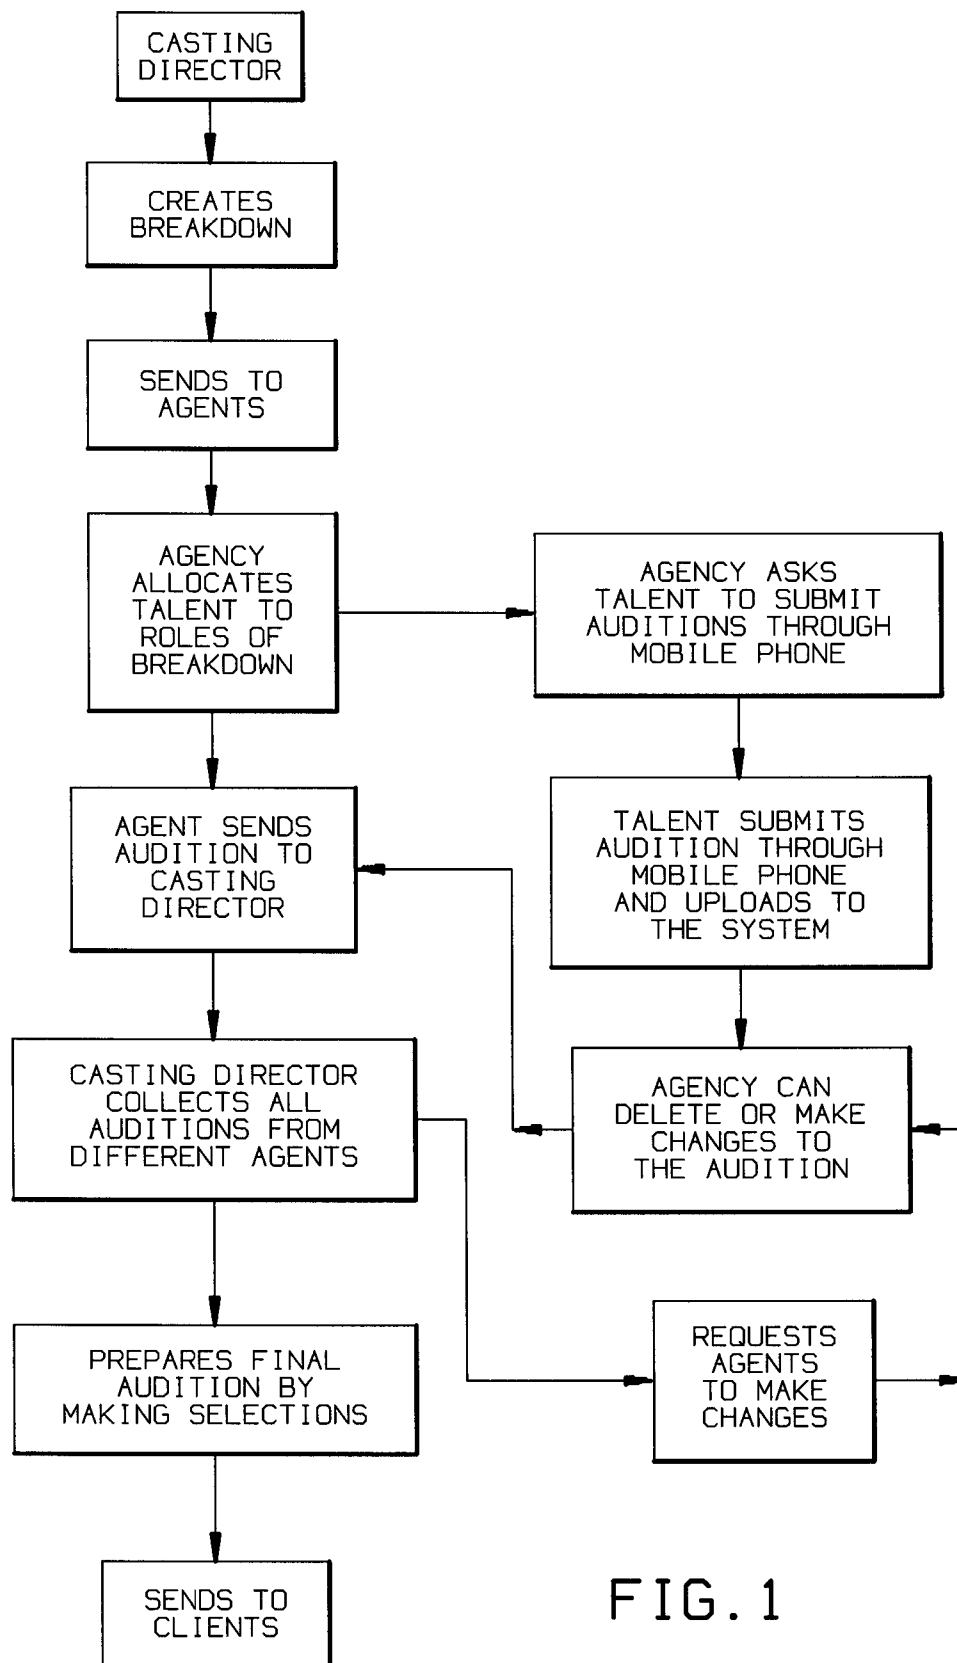 CASTING
DIRECTOR
CREATES
BREAKDOWN
SENDS TO
AGENTS
AGENCY
ALLOCATES
TALENT TO
ROLES OF
BREAKDOWN
AGENCY ASKS
TALENT TO SUBMIT
AUDITIONS THROUGH
MOBILE PHONE
TALENT SUBMITS
AUDITION THROUGH
MOBILE PHONE
AND UPLOADS TO
THE SYSTEM
AGENT SENDS
AUDITION TO
CASTING
DIRECTOR
AGENCY CAN
DELETE OR MAKE
CHANGES TO
THE AUDITION
CASTING DIRECTOR
COLLECTS ALL
AUDITIONS FROM
DIFFERENT AGENTS
REQUESTS
AGENTS
TO MAKE
CHANGES
PREPARES FINAL
AUDITION BY
MAKING SELECTIONS
SENDS TO
CLIENTS
FIG.1